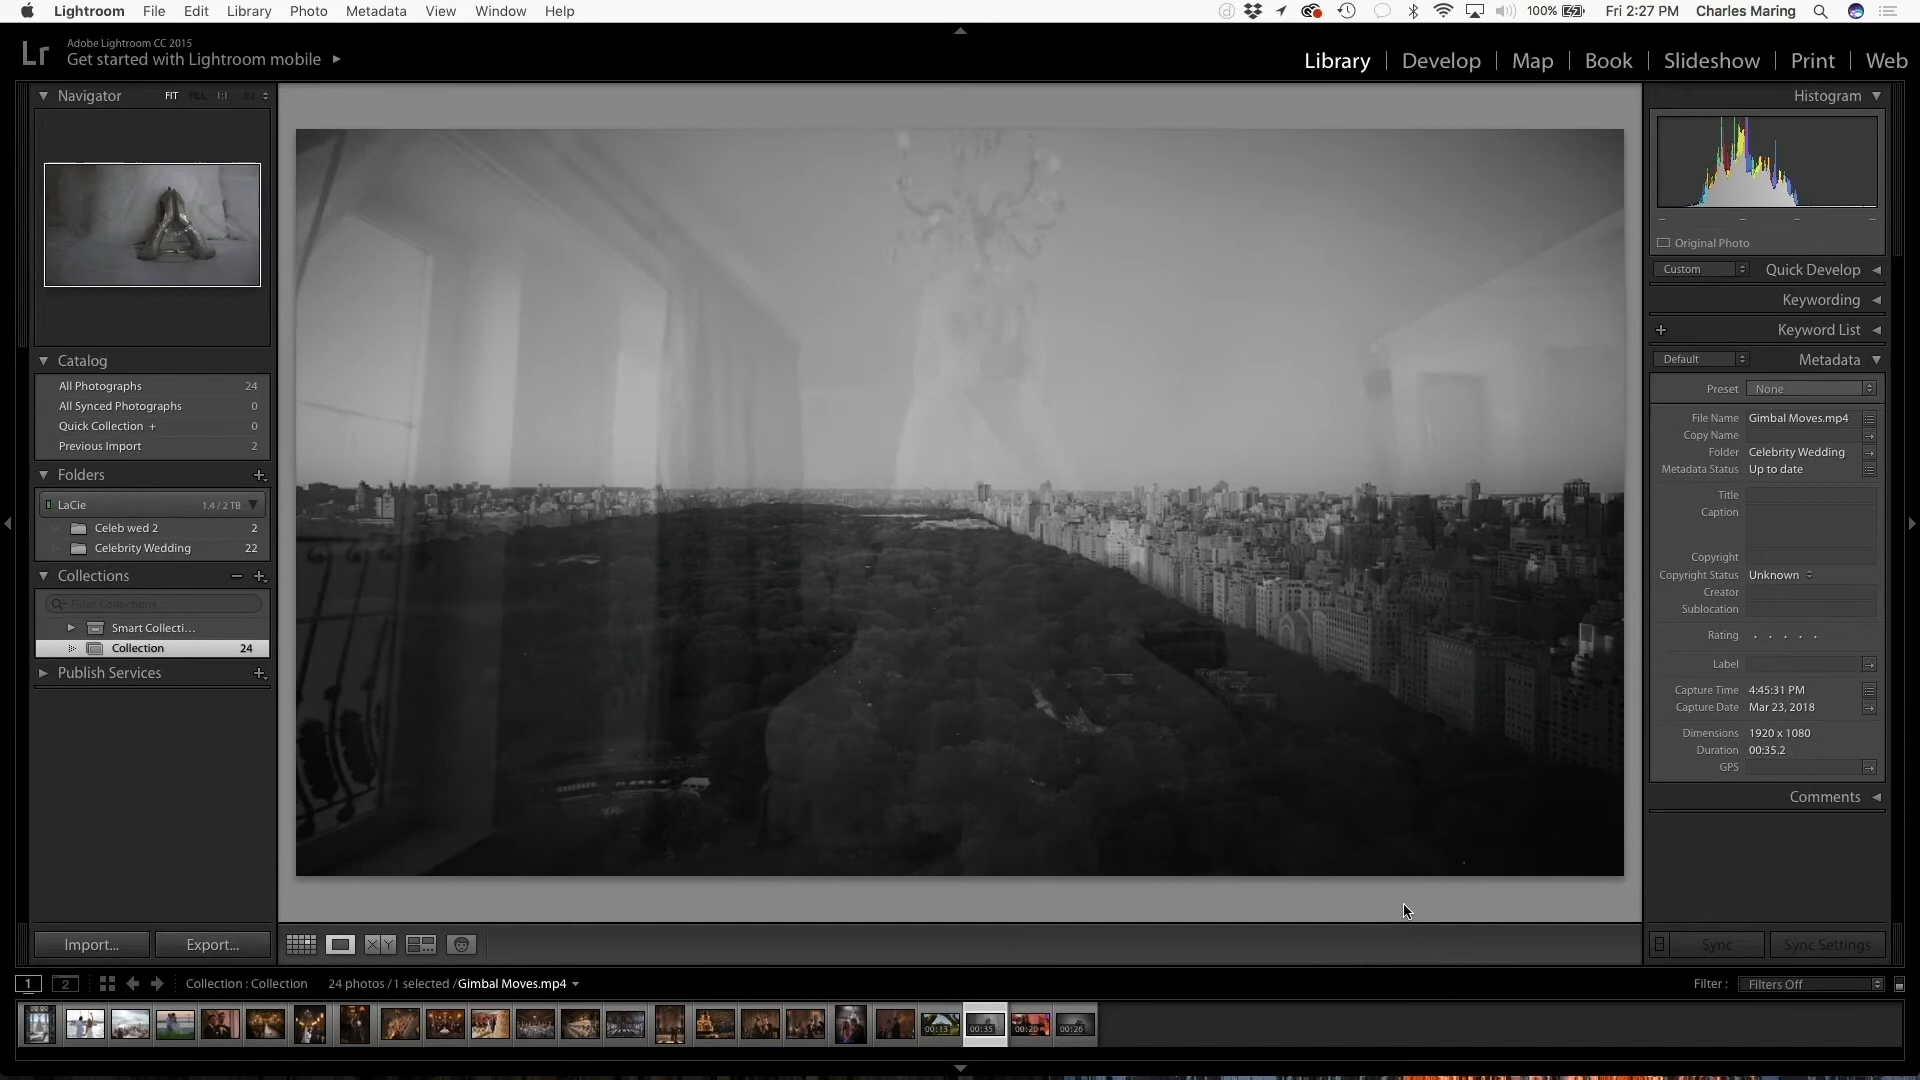 Lightroom File Edit Library Photo Metadata View Window Help 100% Fri 2:27 PM Charles Maring
Lr Adobe Lightroom CC 2015
Get started with Lightroom mobile
Library Develop Map Book Slideshow Print Web
Navigator FIT
Catalog
All Photographs 24
All Synced Photographs 0
Quick Collection + 0
Previous Import 2
Folders
LaCie 1.4 / 2 TB
Celeb wed 2 2
Celebrity Wedding 22
Collections
Filter Collections
Smart Collecti...
Collection 24
Publish Services
Import... Export...
Histogram
Original Photo
Custom Quick Develop
Keywording
Keyword List
Default Metadata
Preset None
File Name Gimbal Moves.mp4
Copy Name
Folder Celebrity Wedding
Metadata Status Up to date
Title
Caption
Copyright
Copyright Status Unknown
Creator
Sublocation
Rating
Label
Capture Time 4:45:31 PM
Capture Date Mar 23, 2018
Dimensions 1920 x 1080
Duration 00:35.2
GPS
Comments
Sync Sync Settings
X Y
1 2 Collection : Collection 24 photos / 1 selected / Gimbal Moves.mp4 Filter : Filters Off
00:13 00:35 00:20 00:26